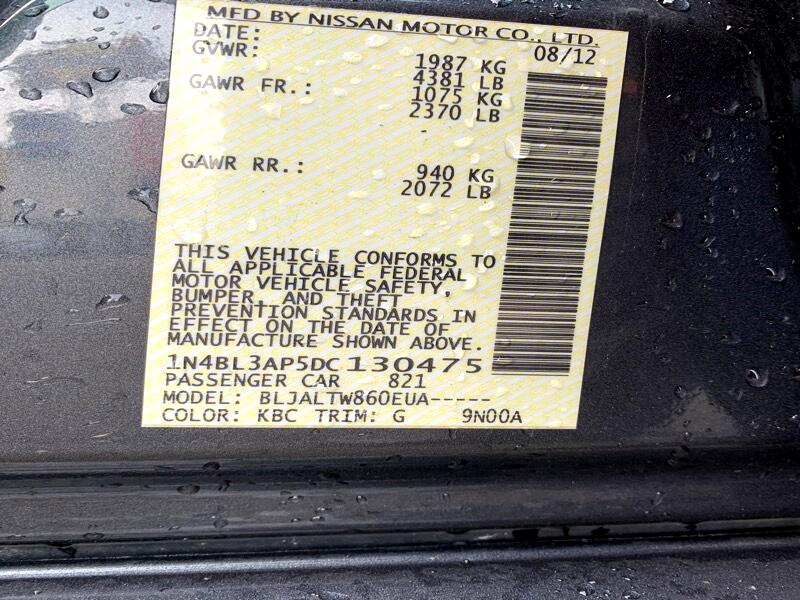 MFD BY NISSAN MOTOR CO., LTD.
DATE: 08/12
GVWR: 1987 KG
4381 LB
GAWR FR.: 1075 KG
2370 LB
GAWR RR.: 940 KG
2072 LB
THIS VEHICLE CONFORMS TO
ALL APPLICABLE FEDERAL
MOTOR VEHICLE SAFETY,
BUMPER, AND THEFT
PREVENTION STANDARDS IN
EFFECT ON THE DATE OF
MANUFACTURE SHOWN ABOVE.
1N4BL3AP5DC130475
PASSENGER CAR 821
MODEL: BLJALTW860EUA-----
COLOR: KBC TRIM: G 9N00A